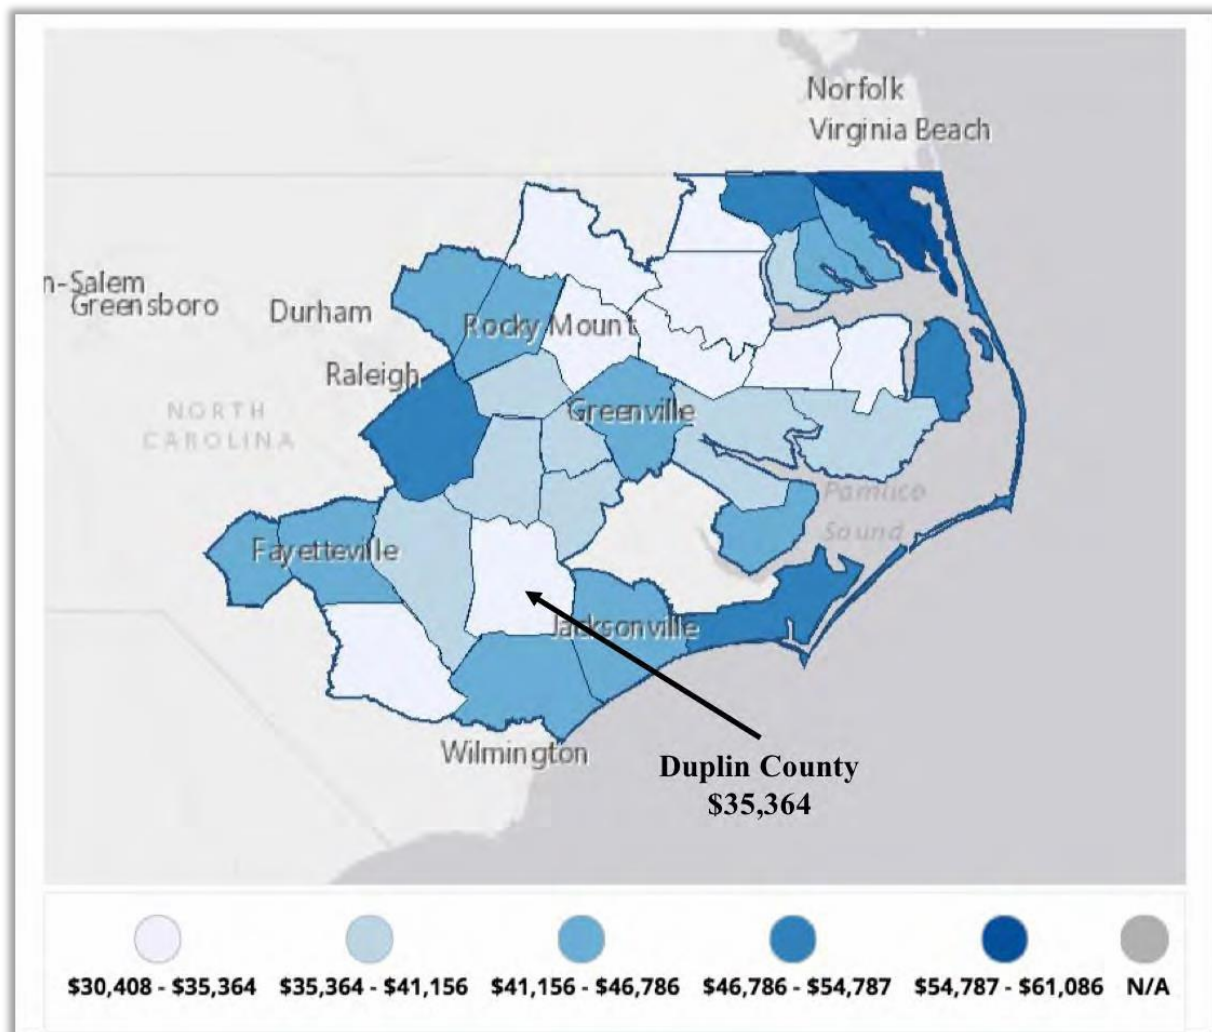 Norfolk
Virginia Beach
n-Salem
Greensboro
Durham
Rocky Mount
Raleigh
NORTH
CAROLINA
Greenville
Pamlico
Sound
Fayetteville
Jacksonville
Wilmington
Duplin County
$35,364
$30,408 - $35,364
$35,364 - $41,156
$41,156 - $46,786
$46,786 - $54,787
$54,787 - $61,086
N/A